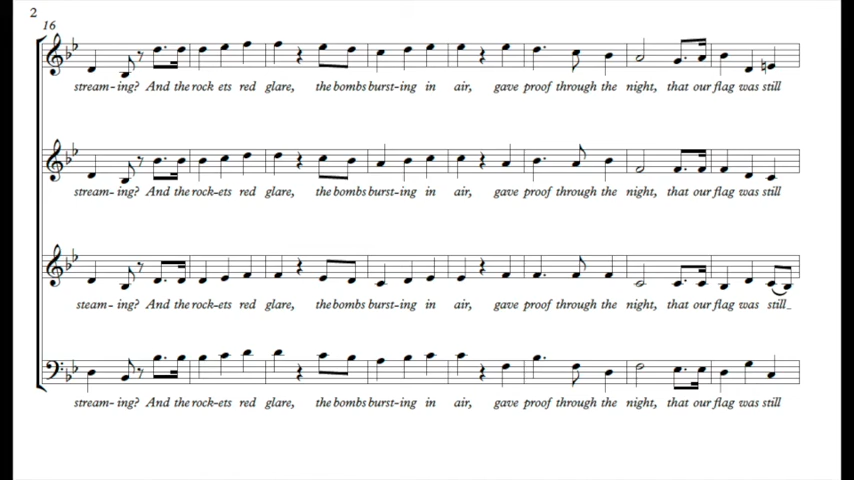 2
16
stream- ing? And the rock ets red glare, the bombs burst-ing in air, gave proof through the night, that our flag was still
stream- ing? And the rock-ets red glare, the bombs burst-ing in air, gave proof through the night, that our flag was still
steam- ing? And the rock-ets red glare, the bombs burst-ing in air, gave proof through the night, that our flag was still_
stream- ing? And the rock-ets red glare, the bombs burst-ing in air, gave proof through the night, that our flag was still